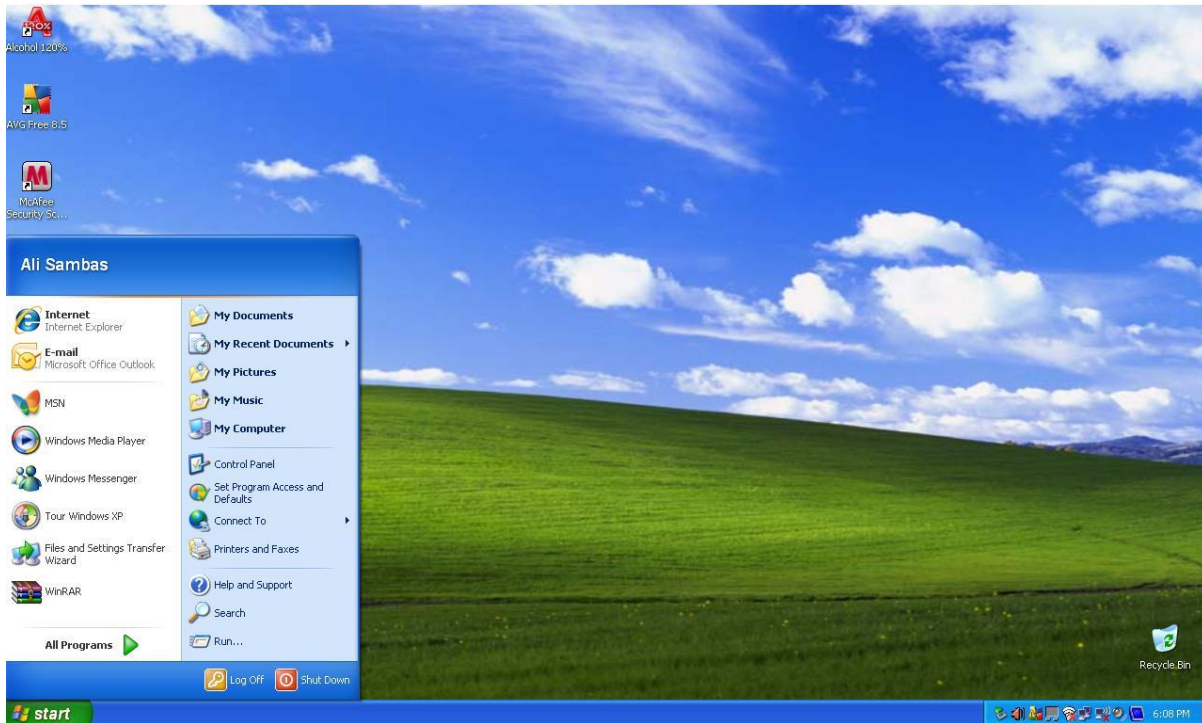 Alcohol 120%
AVG Free 8.5
McAfee
Security Sc...
Ali Sambas
Internet
Internet Explorer
E-mail
Microsoft Office Outlook
MSN
Windows Media Player
Windows Messenger
Tour Windows XP
Files and Settings Transfer
Wizard
WinRAR
All Programs
My Documents
My Recent Documents
My Pictures
My Music
My Computer
Control Panel
Set Program Access and
Defaults
Connect To
Printers and Faxes
Help and Support
Search
Run...
Log Off
Shut Down
Recycle Bin
start
6:08 PM